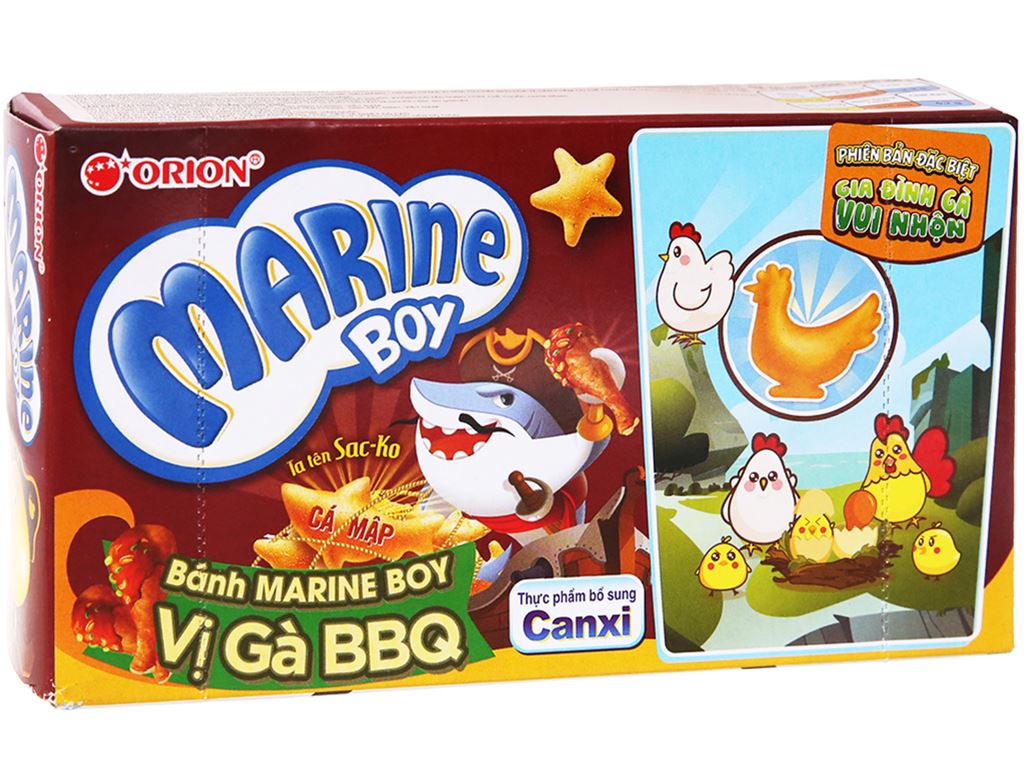 ORION®
MARINE
BOY
Ta tên Sac-Ko
CÁ MẬP
Bánh MARINE BOY
Vị Gà BBQ
Thực phẩm bổ sung
Canxi
PHIÊN BẢN ĐẶC BIỆT
GIA ĐÌNH GÀ
VUI NHỘN
ORION
MARINE